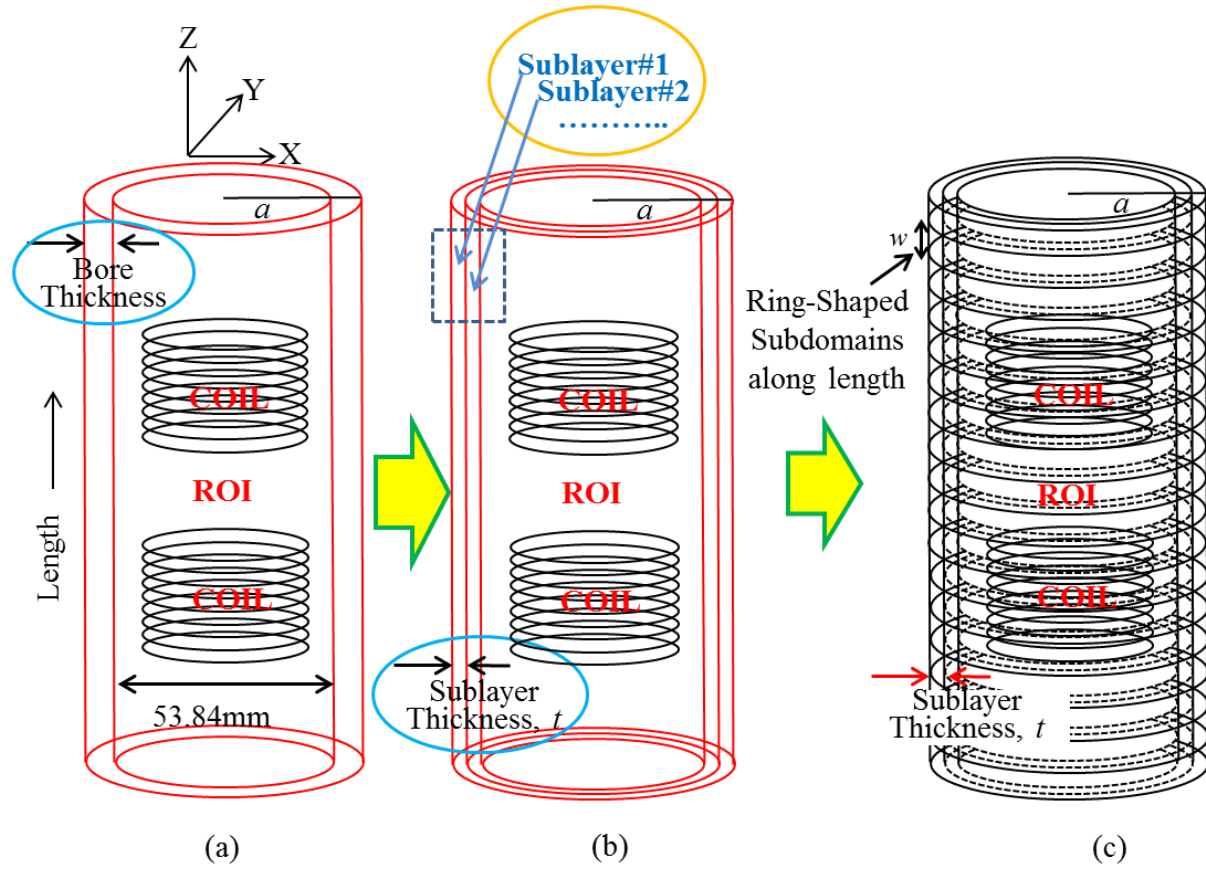 Z
Y
X
a
Bore
Thickness
Length
COIL
ROI
COIL
53.84mm
(a)
Sublayer#1
Sublayer#2
………..
a
COIL
ROI
COIL
Sublayer
Thickness, t
(b)
a
w
Ring-Shaped
Subdomains
along length
COIL
ROI
COIL
Sublayer
Thickness, t
(c)